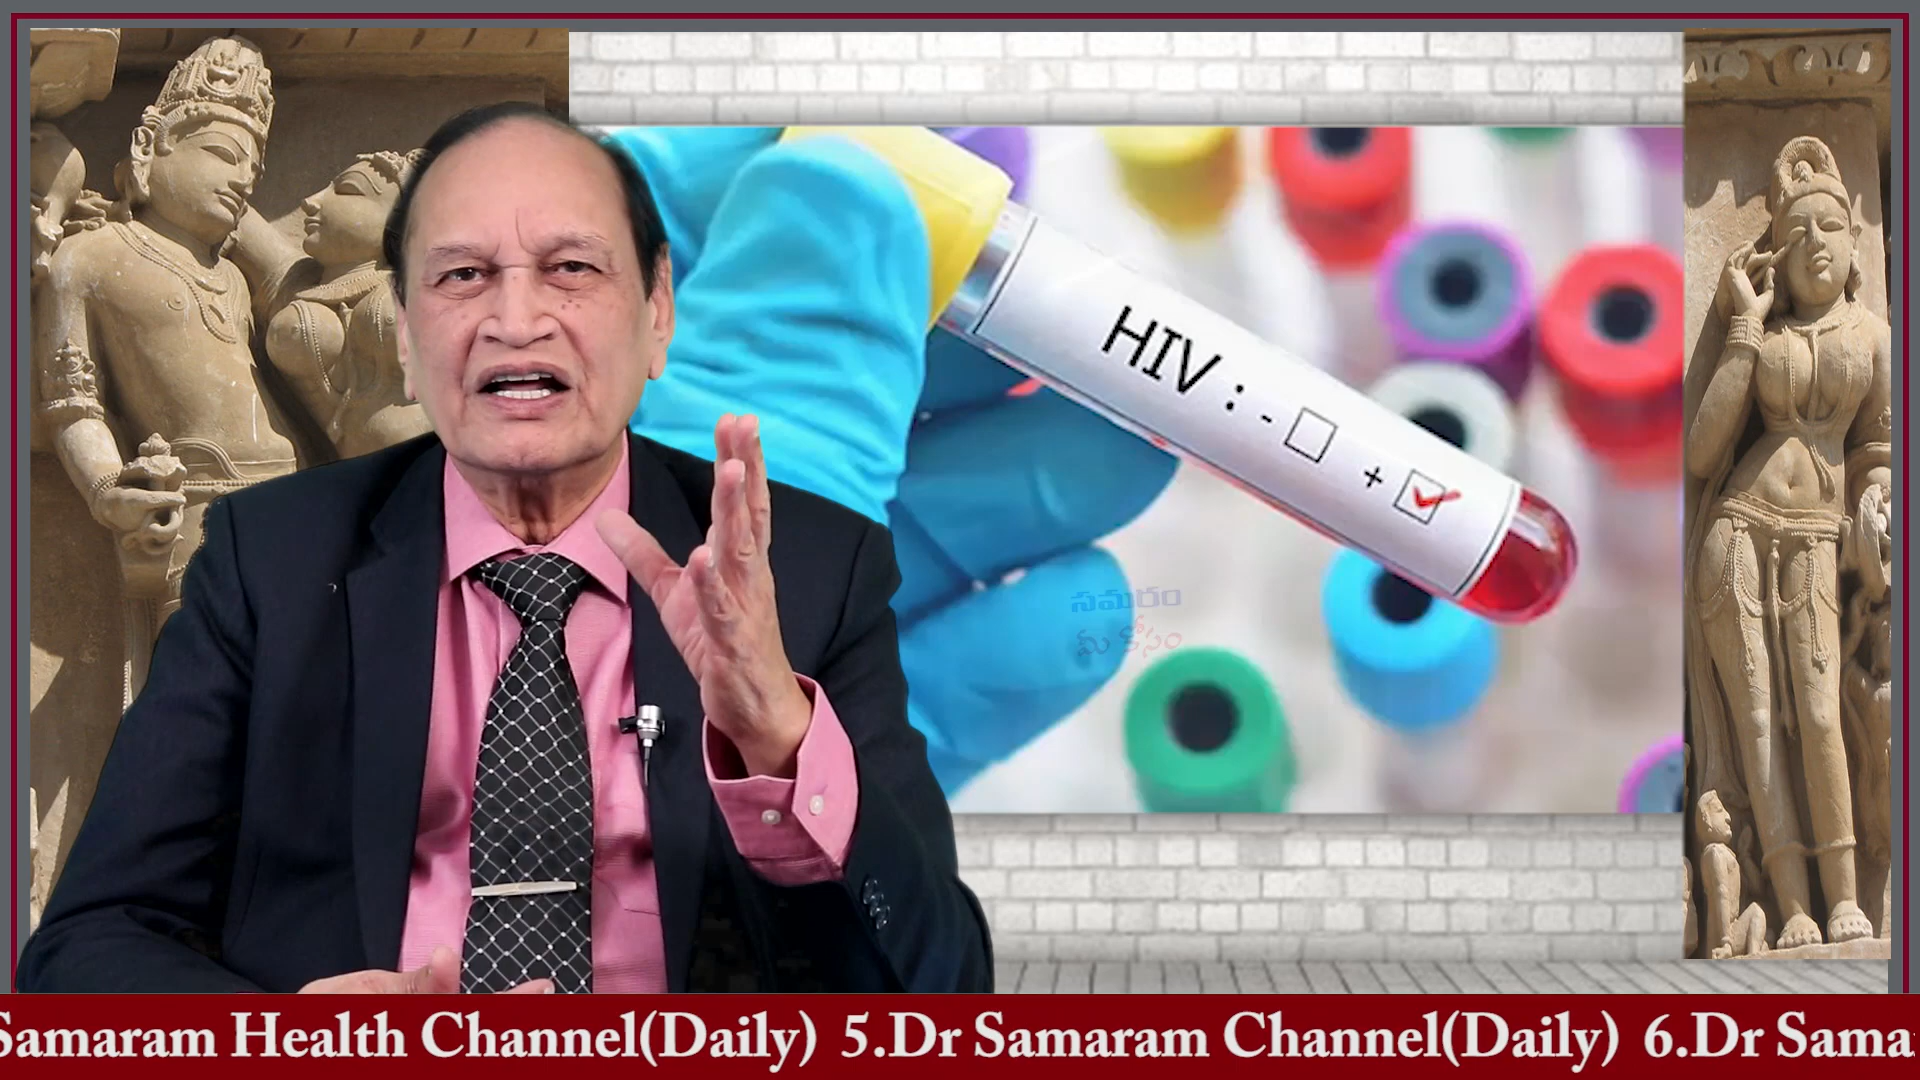 HIV : - +
సమరం
మీ కోసం
Samaram Health Channel(Daily) 5.Dr Samaram Channel(Daily) 6.Dr Sama